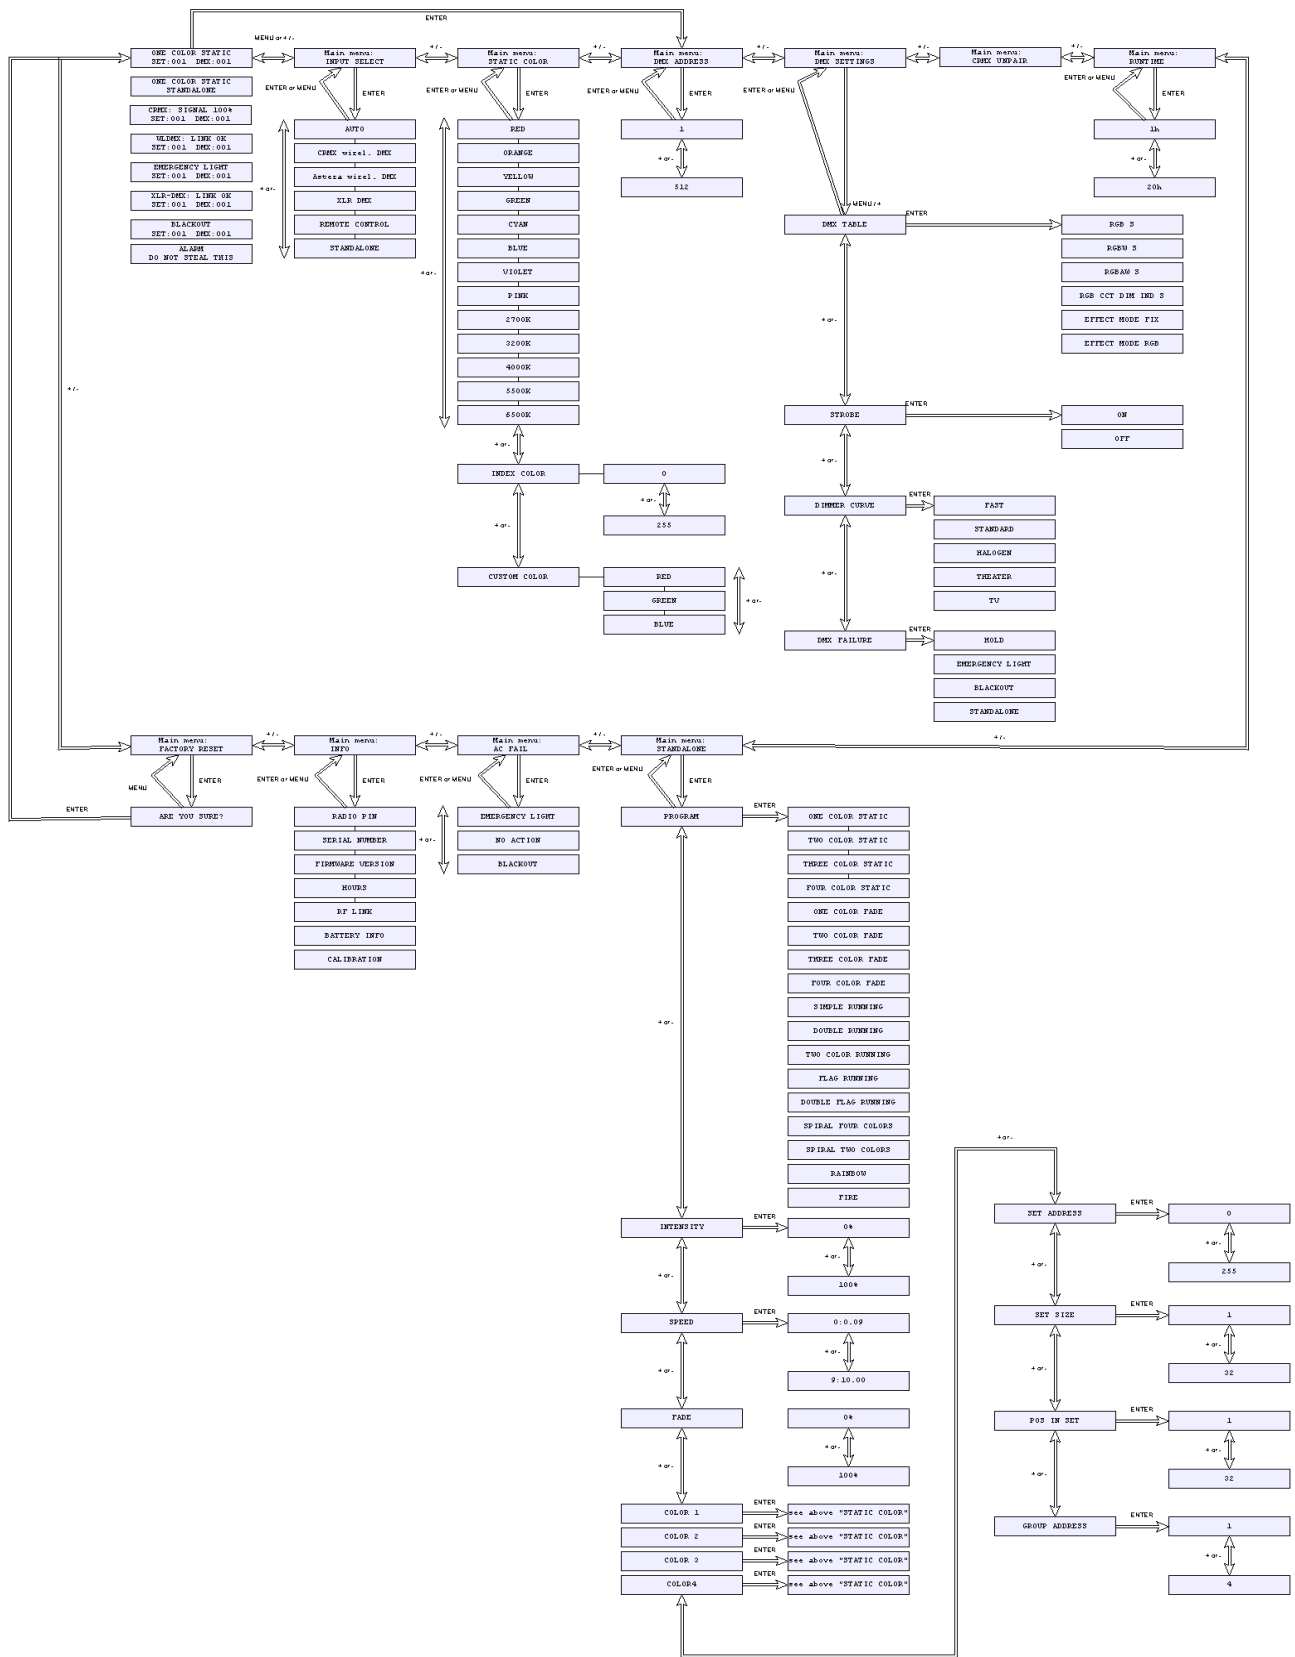 ENTER
MENU or +/-
+/-
+/-
+/-
+/-
+/-
ONE COLOR STATIC
SET:001 DMX:001
Main menu:
INPUT SELECT
Main menu:
STATIC COLOR
Main menu:
DMX ADDRESS
Main menu:
DMX SETTINGS
Main menu:
CRMX UNPAIR
Main menu:
RUNTIME
ONE COLOR STATIC
STANDALONE
CRMX: SIGNAL 100%
SET:001 DMX:001
WLDMX: LINK OK
SET:001 DMX:001
EMERGENCY LIGHT
SET:001 DMX:001
XLR-DMX: LINK OK
SET:001 DMX:001
BLACKOUT
SET:001 DMX:001
ALARM
DO NOT STEAL THIS
+/-
ENTER or MENU
ENTER
+ or -
AUTO
CRMX wirel. DMX
Astera wirel. DMX
XLR DMX
REMOTE CONTROL
STANDALONE
ENTER or MENU
ENTER
+ or -
RED
ORANGE
YELLOW
GREEN
CYAN
BLUE
VIOLET
PINK
2700K
3200K
4000K
5500K
6500K
+ or -
INDEX COLOR
0
+ or -
255
+ or -
CUSTOM COLOR
RED
GREEN
BLUE
+ or -
ENTER or MENU
ENTER
1
+ or -
512
ENTER or MENU
MENU / +
DMX TABLE
ENTER
RGB S
RGBW S
RGBAW S
RGB CCT DIM IND S
EFFECT MODE FIX
EFFECT MODE RGB
+ or -
STROBE
ENTER
ON
OFF
+ or -
DIMMER CURVE
ENTER
FAST
STANDARD
HALOGEN
THEATER
TV
+ or -
DMX FAILURE
ENTER
HOLD
EMERGENCY LIGHT
BLACKOUT
STANDALONE
ENTER or MENU
ENTER
1h
+ or -
20h
Main menu:
FACTORY RESET
+/-
Main menu:
INFO
+/-
Main menu:
AC FAIL
+/-
Main menu:
STANDALONE
+/-
MENU
ENTER
ENTER
ARE YOU SURE?
ENTER or MENU
ENTER
RADIO PIN
SERIAL NUMBER
FIRMWARE VERSION
HOURS
RF LINK
BATTERY INFO
CALIBRATION
ENTER or MENU
ENTER
+ or -
EMERGENCY LIGHT
NO ACTION
BLACKOUT
ENTER or MENU
ENTER
PROGRAM
ENTER
ONE COLOR STATIC
TWO COLOR STATIC
THREE COLOR STATIC
FOUR COLOR STATIC
ONE COLOR FADE
TWO COLOR FADE
THREE COLOR FADE
FOUR COLOR FADE
SIMPLE RUNNING
DOUBLE RUNNING
TWO COLOR RUNNING
FLAG RUNNING
DOUBLE FLAG RUNNING
SPIRAL FOUR COLORS
SPIRAL TWO COLORS
RAINBOW
FIRE
+ or -
INTENSITY
ENTER
0%
+ or -
100%
+ or -
SPEED
ENTER
0:0.09
+ or -
9:10.00
+ or -
FADE
0%
+ or -
100%
+ or -
COLOR 1
ENTER
see above "STATIC COLOR"
COLOR 2
ENTER
see above "STATIC COLOR"
COLOR 3
ENTER
see above "STATIC COLOR"
COLOR4
ENTER
see above "STATIC COLOR"
+ or -
SET ADDRESS
ENTER
0
+ or -
255
+ or -
SET SIZE
ENTER
1
+ or -
32
+ or -
POS IN SET
ENTER
1
+ or -
32
+ or -
GROUP ADDRESS
ENTER
1
+ or -
4